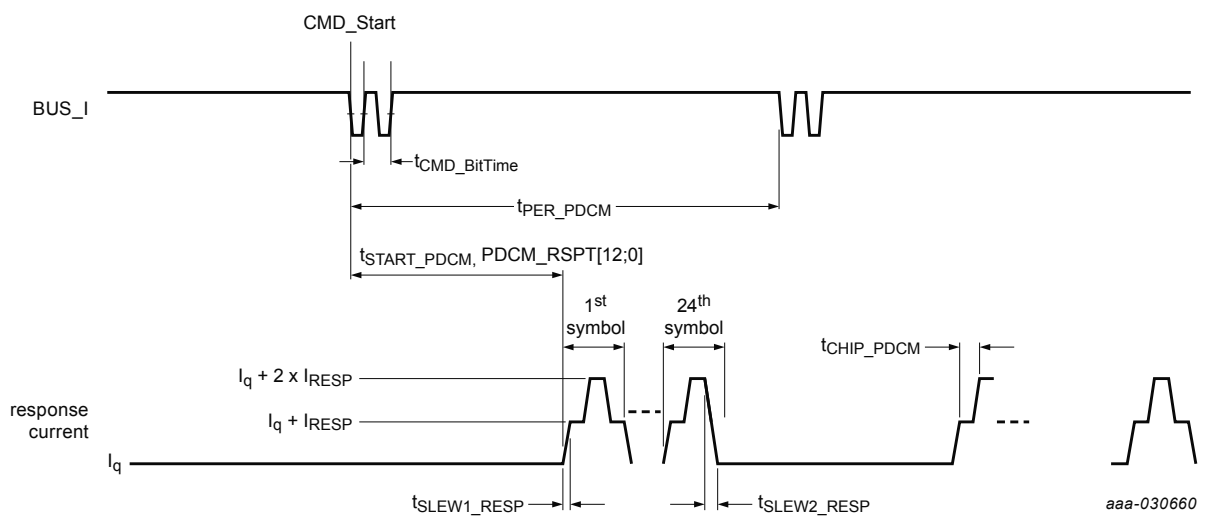 CMD_Start
BUS_I
tCMD_BitTime
tPER_PDCM
tSTART_PDCM, PDCM_RSPT[12;0]
1st
symbol
24th
symbol
tCHIP_PDCM
Iq + 2 x IRESP
Iq + IRESP
response
current
Iq
tSLEW1_RESP
tSLEW2_RESP
aaa-030660